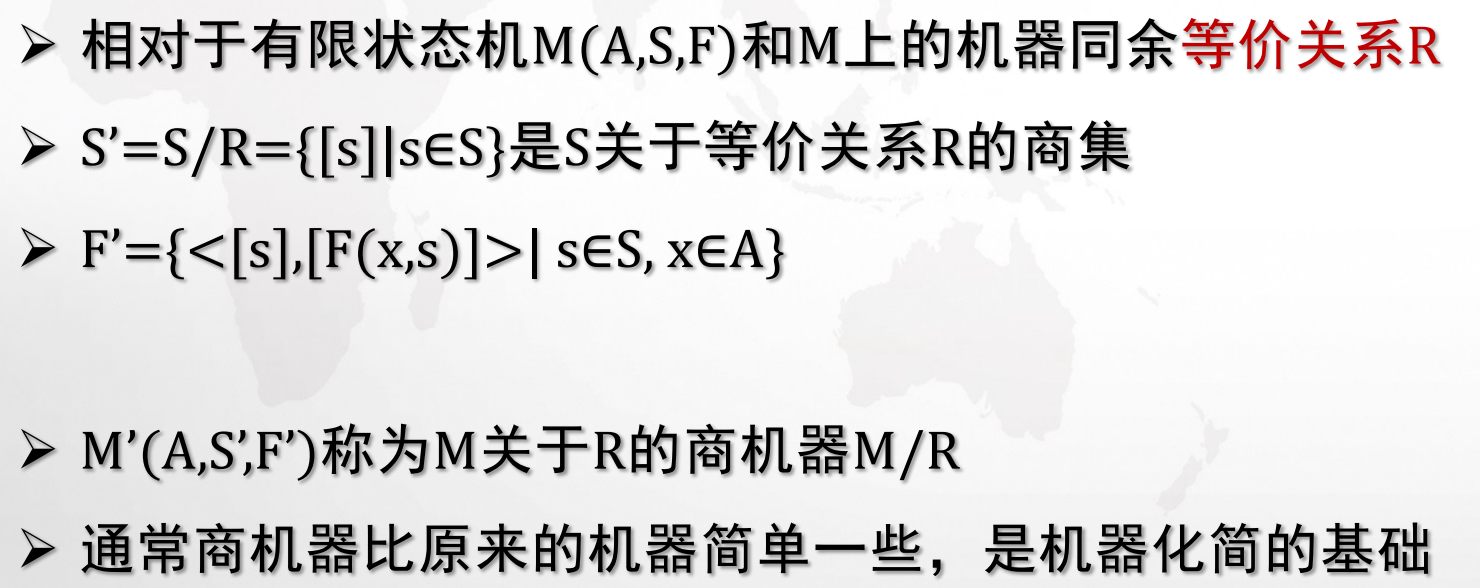 ➢ 相对于有限状态机M(A,S,F)和M上的机器同余等价关系R
➢ S’=S/R={[s]|s∈S}是S关于等价关系R的商集
➢ F’={<[s],[F(x,s)]>| s∈S, x∈A}
➢ M’(A,S’,F’)称为M关于R的商机器M/R
➢ 通常商机器比原来的机器简单一些，是机器化简的基础